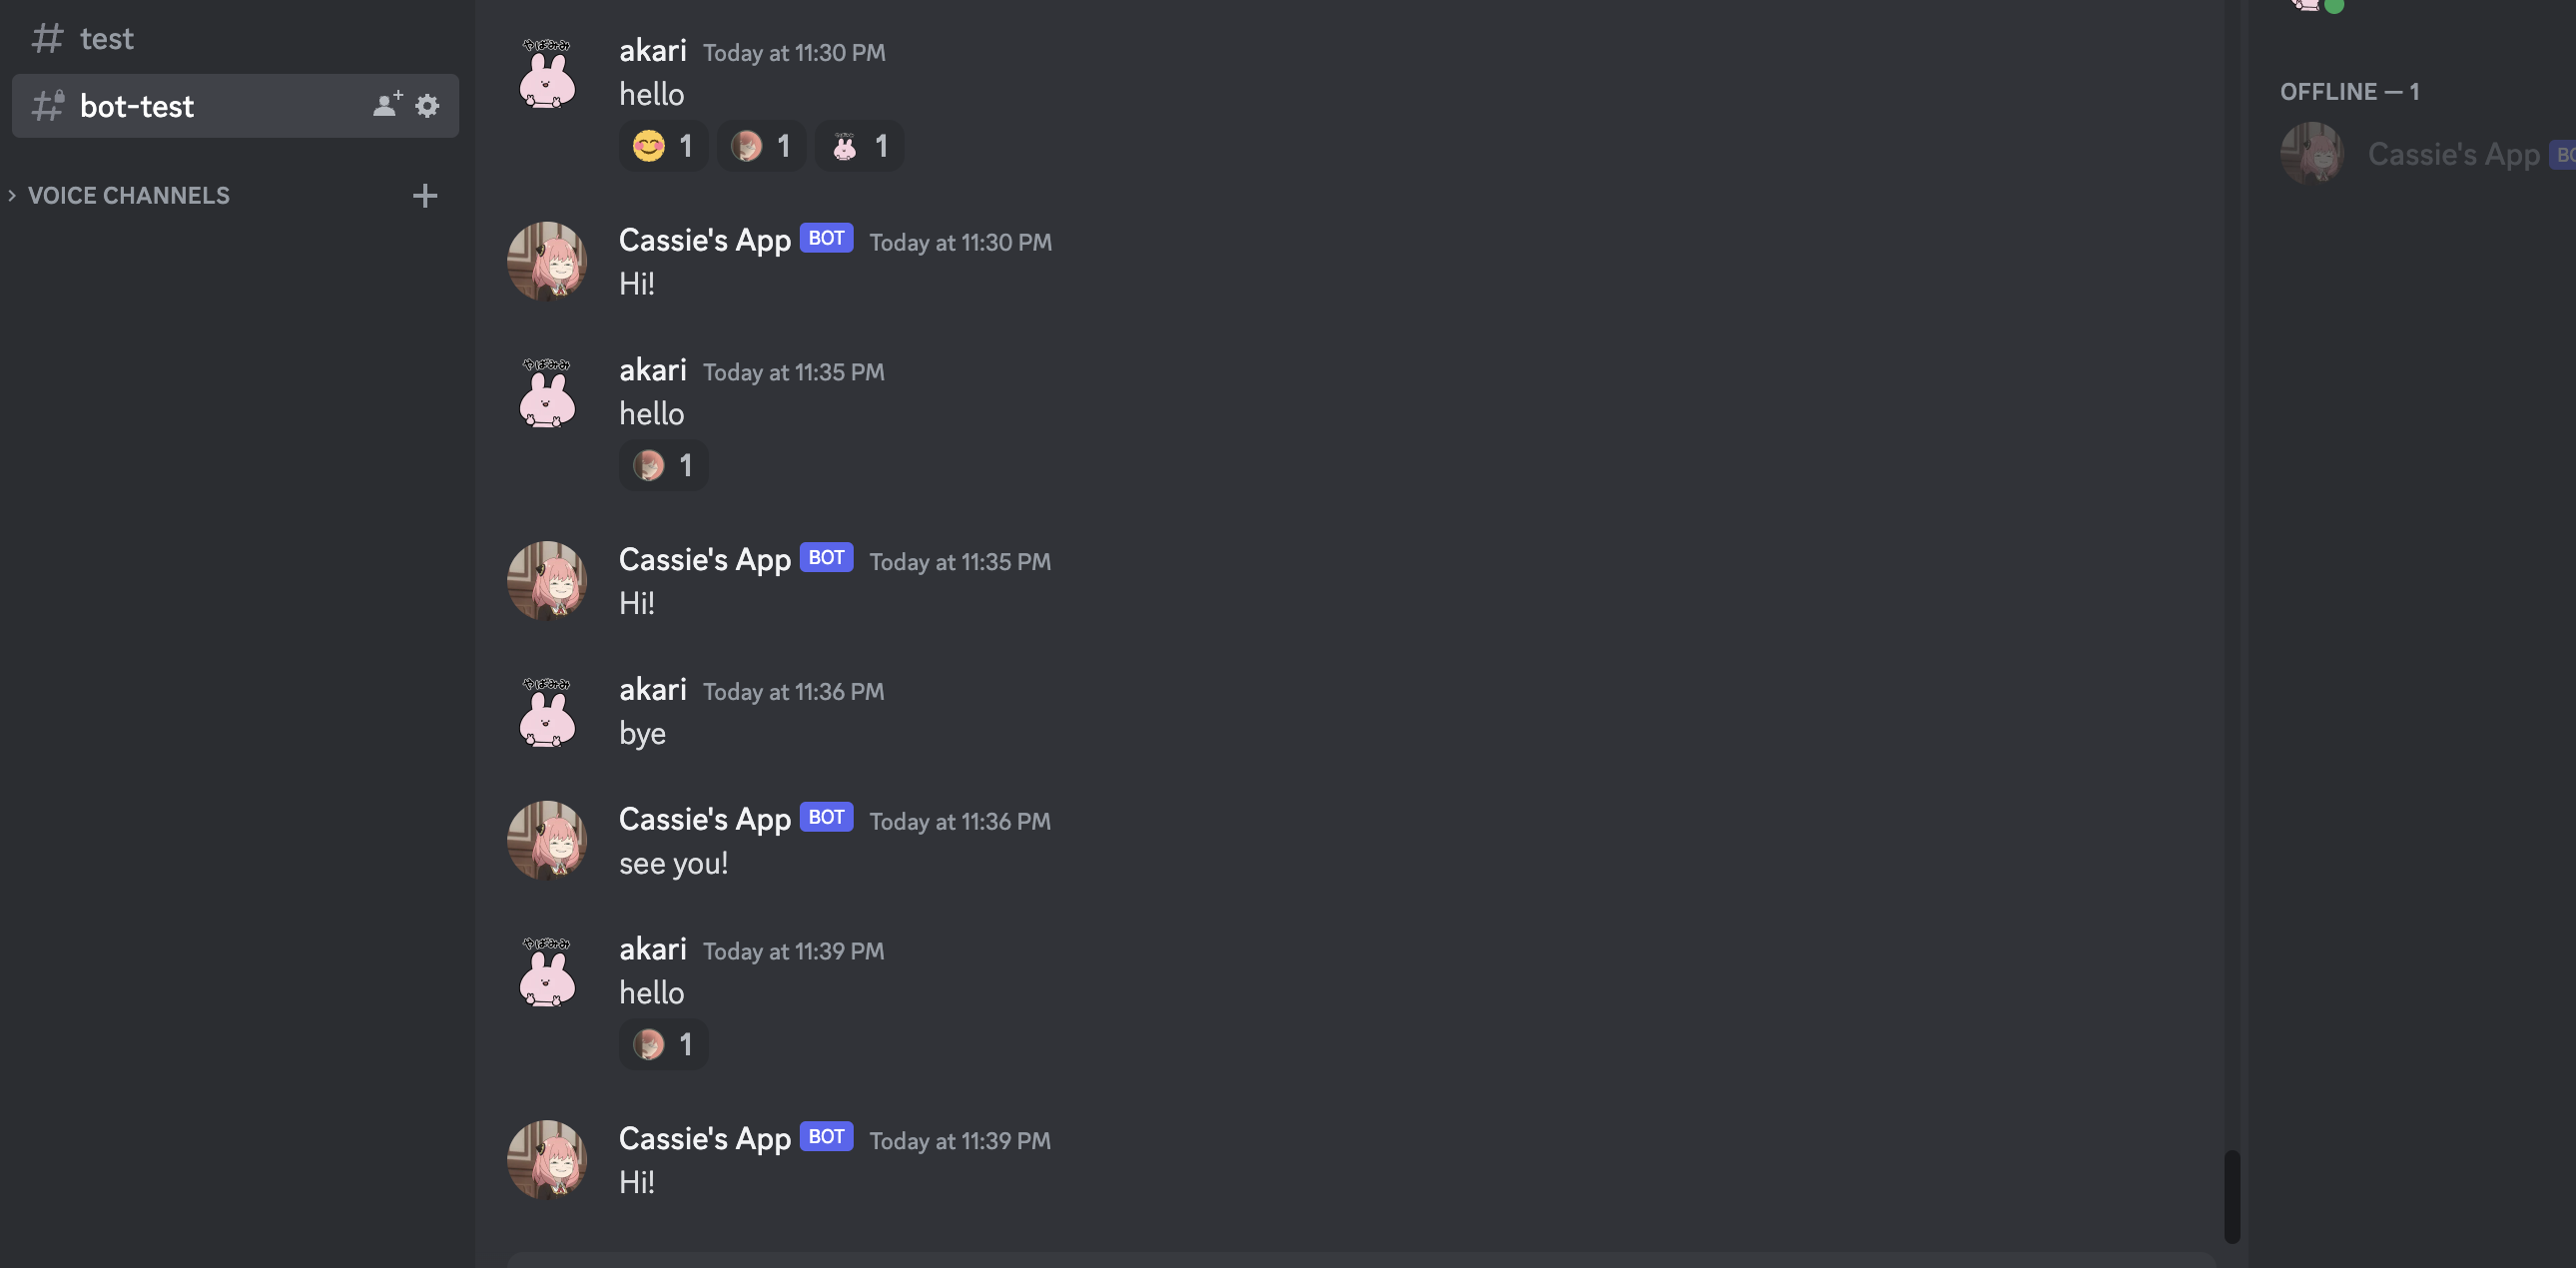 test
bot-test
VOICE CHANNELS
akari Today at 11:30 PM
hello
1 1 1
Cassie's App BOT Today at 11:30 PM
Hi!
akari Today at 11:35 PM
hello
1
Cassie's App BOT Today at 11:35 PM
Hi!
akari Today at 11:36 PM
bye
Cassie's App BOT Today at 11:36 PM
see you!
akari Today at 11:39 PM
hello
1
Cassie's App BOT Today at 11:39 PM
Hi!
OFFLINE — 1
Cassie's App